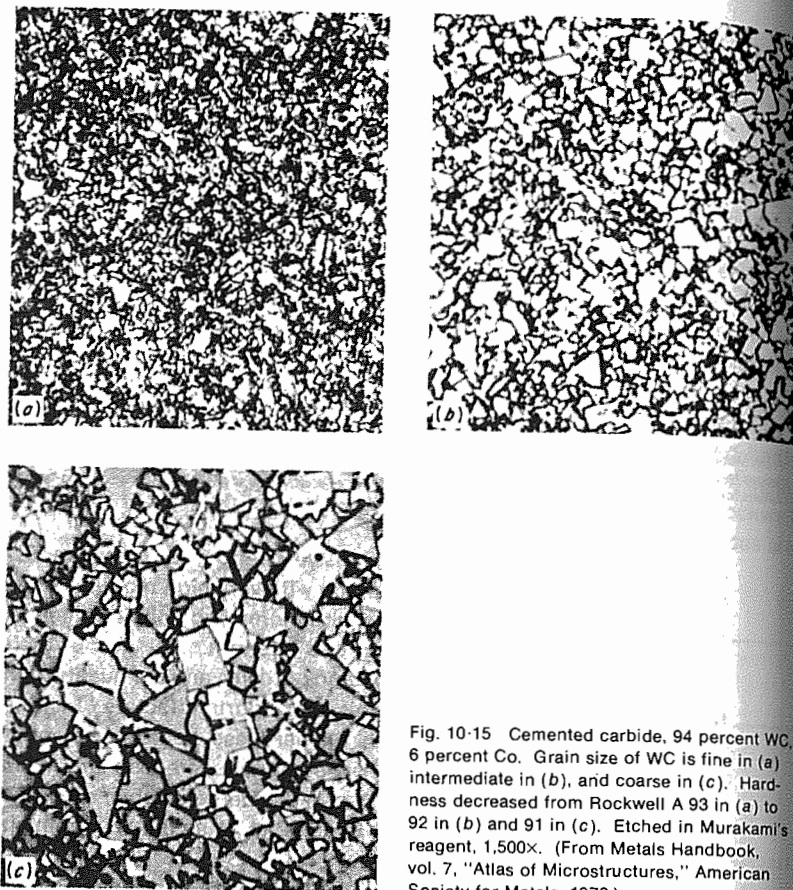 (a)
(b)
(c)
Fig. 10·15 Cemented carbide, 94 percent WC,
6 percent Co. Grain size of WC is fine in (a)
intermediate in (b), and coarse in (c). Hard-
ness decreased from Rockwell A 93 in (a) to
92 in (b) and 91 in (c). Etched in Murakami's
reagent, 1,500×. (From Metals Handbook,
vol. 7, "Atlas of Microstructures," American